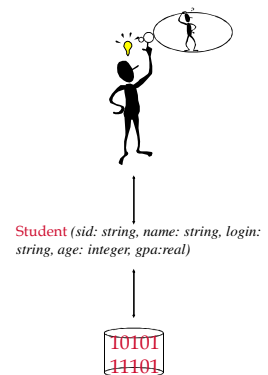 Student (sid: string, name: string, login:
string, age: integer, gpa:real)
10101
11101